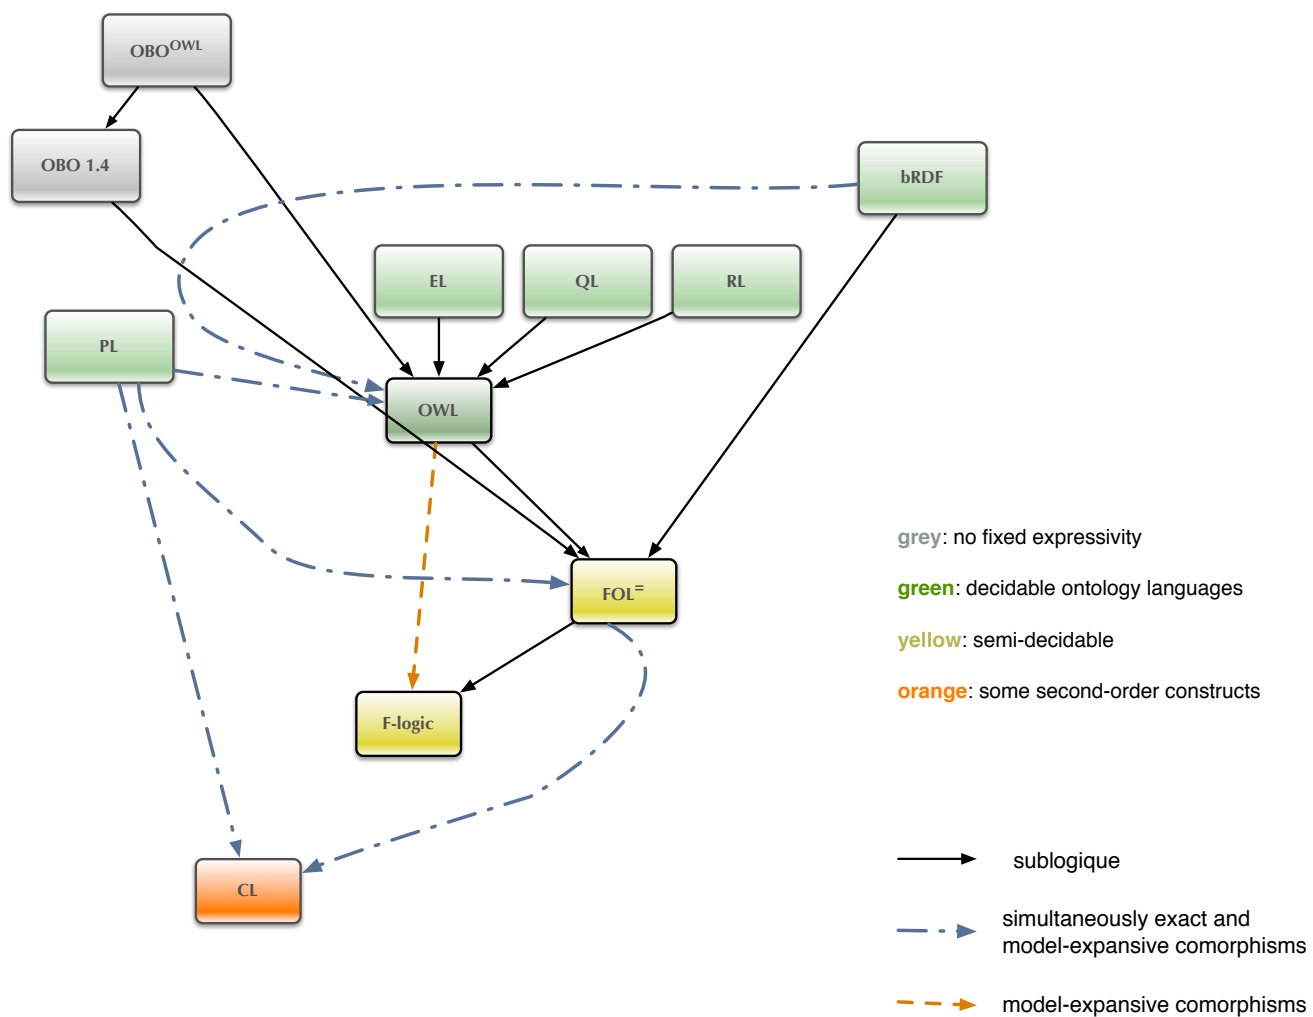 OBO^OWL
OBO 1.4
bRDF
EL
QL
RL
PL
OWL
FOL^=
F-logic
CL
grey: no fixed expressivity
green: decidable ontology languages
yellow: semi-decidable
orange: some second-order constructs
sublogique
simultaneously exact and
model-expansive comorphisms
model-expansive comorphisms